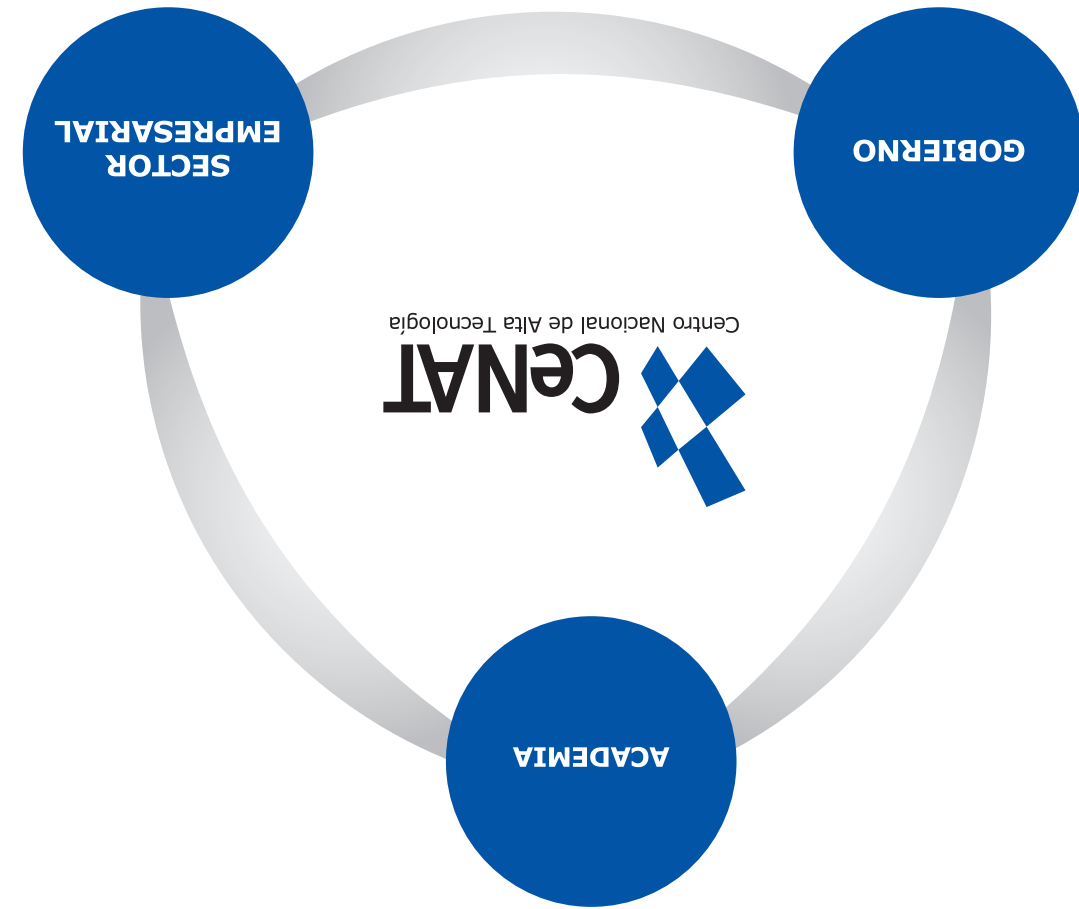 ACADEMIA
CeNAT
Centro Nacional de Alta Tecnología
GOBIERNO
SECTOR
EMPRESARIAL